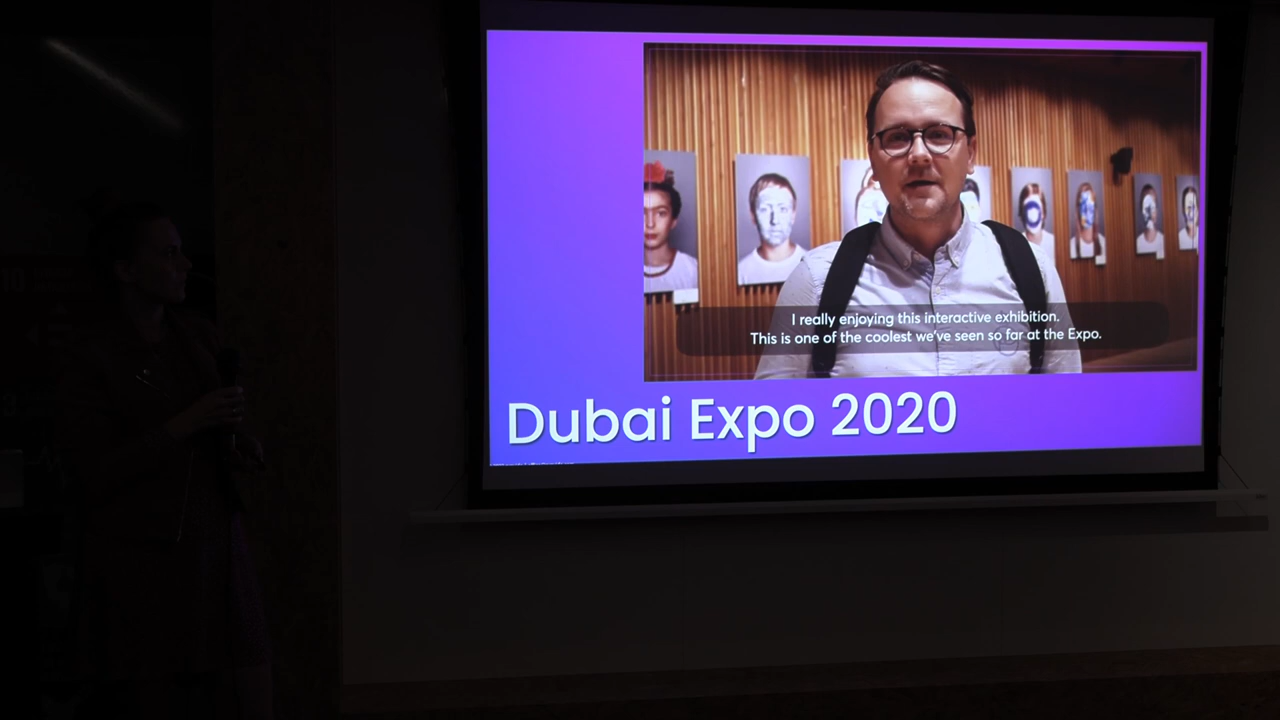 I really enjoying this interactive exhibition.
This is one of the coolest we've seen so far at the Expo.
Dubai Expo 2020